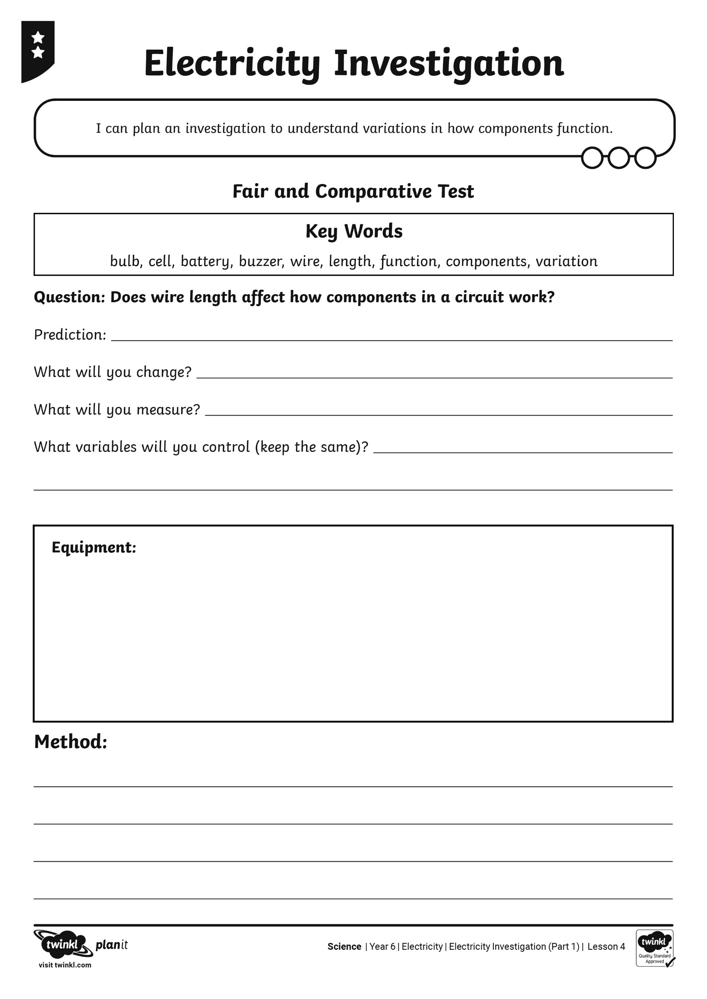 Electricity Investigation
I can plan an investigation to understand variations in how components function.
Fair and Comparative Test
Key Words
bulb, cell, battery, buzzer, wire, length, function, components, variation
Question: Does wire length affect how components in a circuit work?
Prediction:
What will you change?
What will you measure?
What variables will you control (keep the same)?
Equipment:
Method:
twinkl planit
visit twinkl.com
Science | Year 6 | Electricity | Electricity Investigation (Part 1) | Lesson 4
twinkl
Quality Standard
Approved